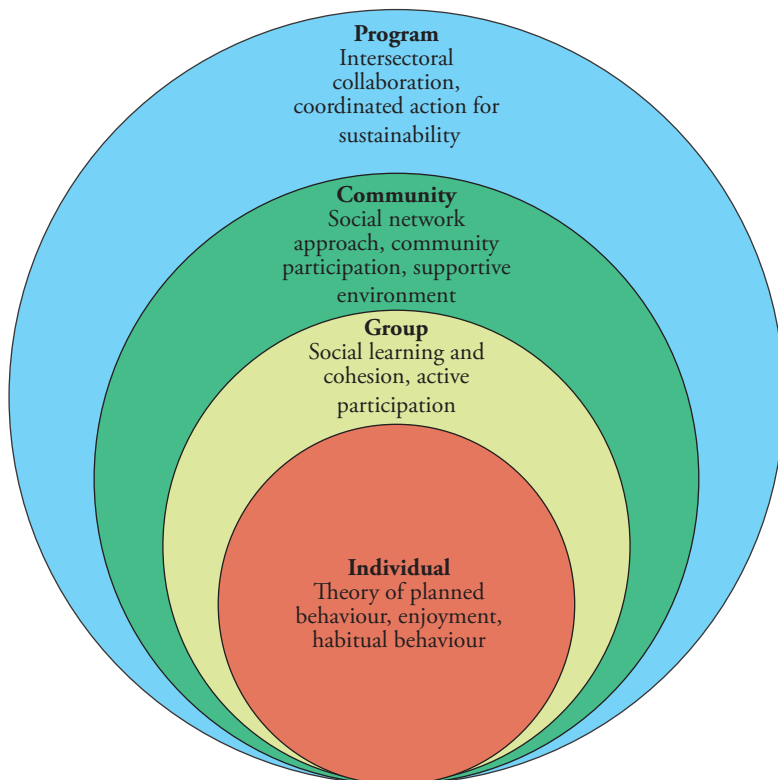 Program
Intersectoral
collaboration,
coordinated action for
sustainability
Community
Social network
approach, community
participation, supportive
environment
Group
Social learning and
cohesion, active
participation
Individual
Theory of planned
behaviour, enjoyment,
habitual behaviour